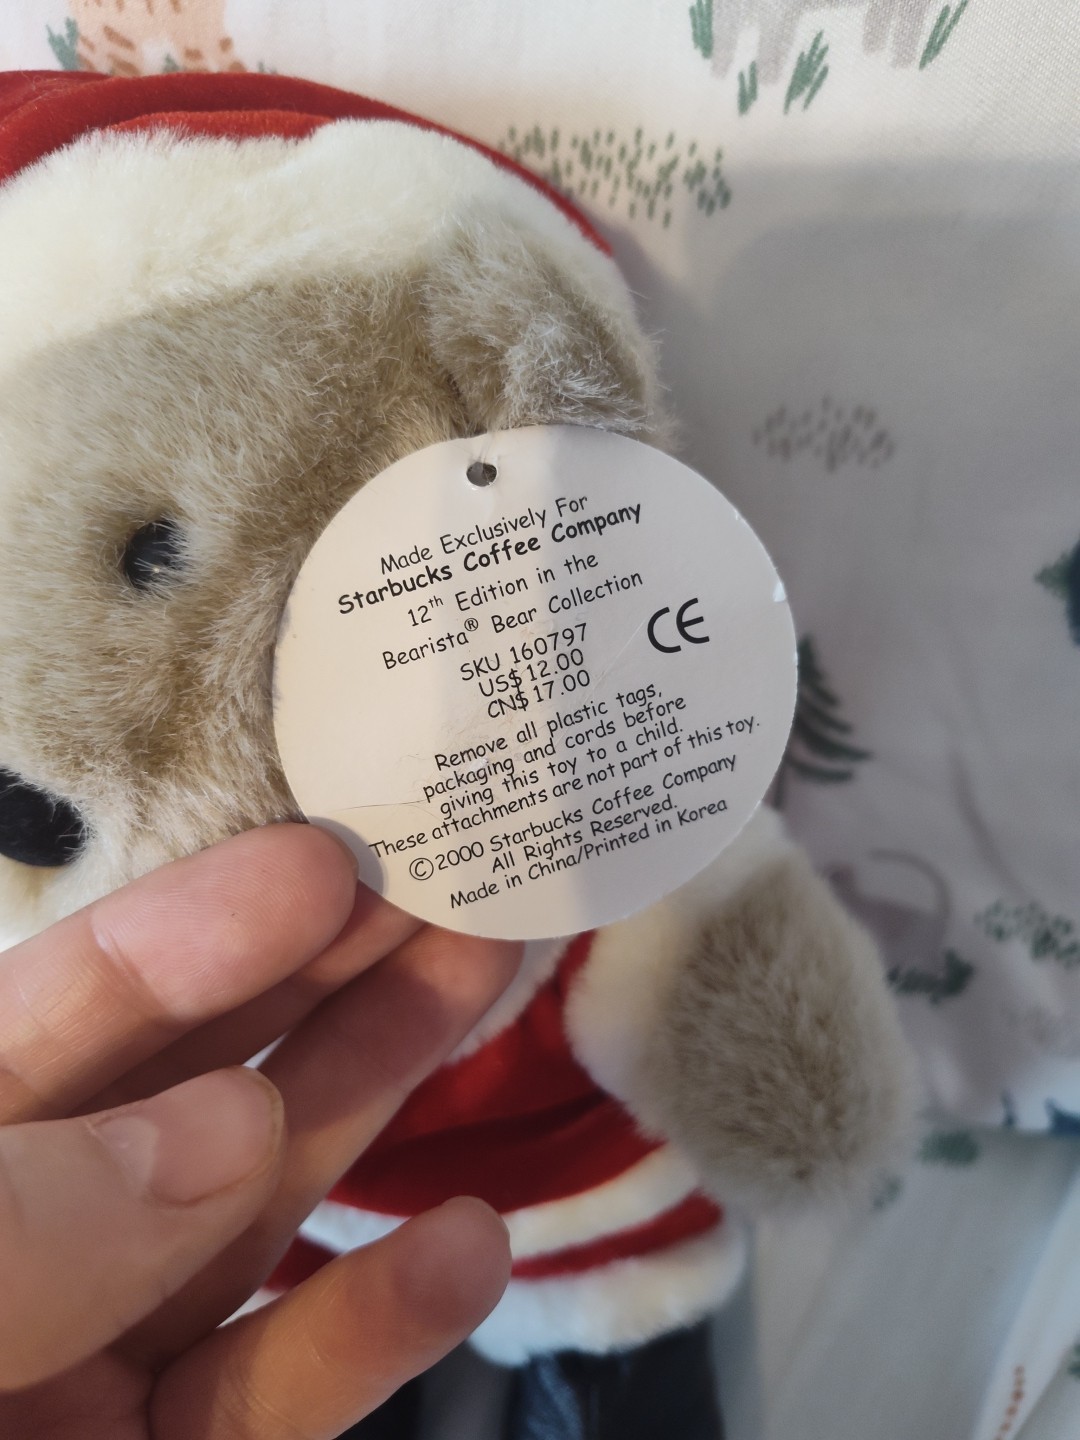 Made Exclusively For
Starbucks Coffee Company
12th Edition in the
Bearista® Bear Collection
CE
SKU 160797
US$ 12.00
CN$ 17.00
Remove all plastic tags,
packaging and cords before
giving this toy to a child.
These attachments are not part of this toy.
©2000 Starbucks Coffee Company
All Rights Reserved.
Made in China/Printed in Korea